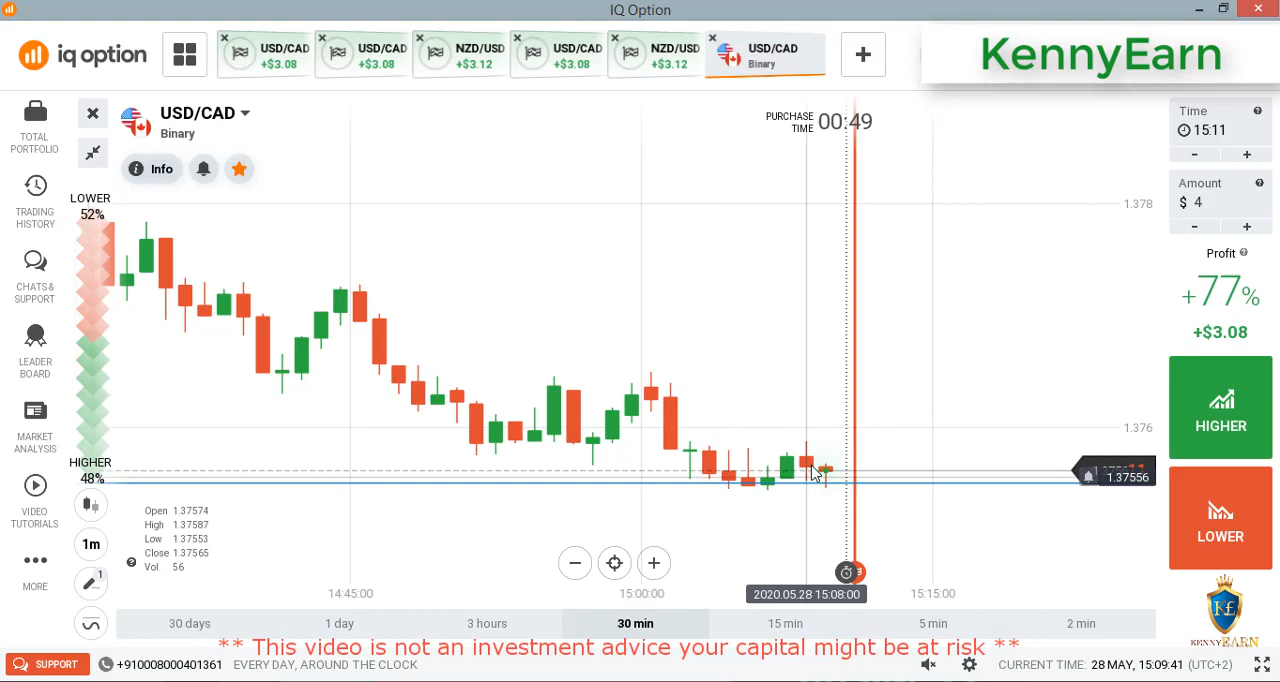 IQ Option
iq option
USD/CAD
+$3.08
USD/CAD
+$3.08
NZD/USD
+$3.12
USD/CAD
+$3.08
NZD/USD
+$3.12
USD/CAD
Binary
KennyEarn
TOTAL
PORTFOLIO
TRADING
HISTORY
CHATS &
SUPPORT
LEADER
BOARD
MARKET
ANALYSIS
VIDEO
TUTORIALS
MORE
USD/CAD
Binary
Info
LOWER
52%
HIGHER
48%
1m
1
Open 1.37574
High 1.37587
Low 1.37553
Close 1.37565
Vol. 56
PURCHASE
TIME
00:49
1.378
1.376
1.37556
14:45:00
15:00:00
2020.05.28 15:08:00
15:15:00
30 days
1 day
3 hours
30 min
15 min
5 min
2 min
Time
15:11
- +
Amount
$ 4
- +
Profit
+77%
+$3.08
HIGHER
LOWER
K£
KENNYEARN
** This video is not an investment advice your capital might be at risk **
SUPPORT
+910008000401361
EVERY DAY, AROUND THE CLOCK
CURRENT TIME: 28 MAY, 15:09:41 (UTC+2)